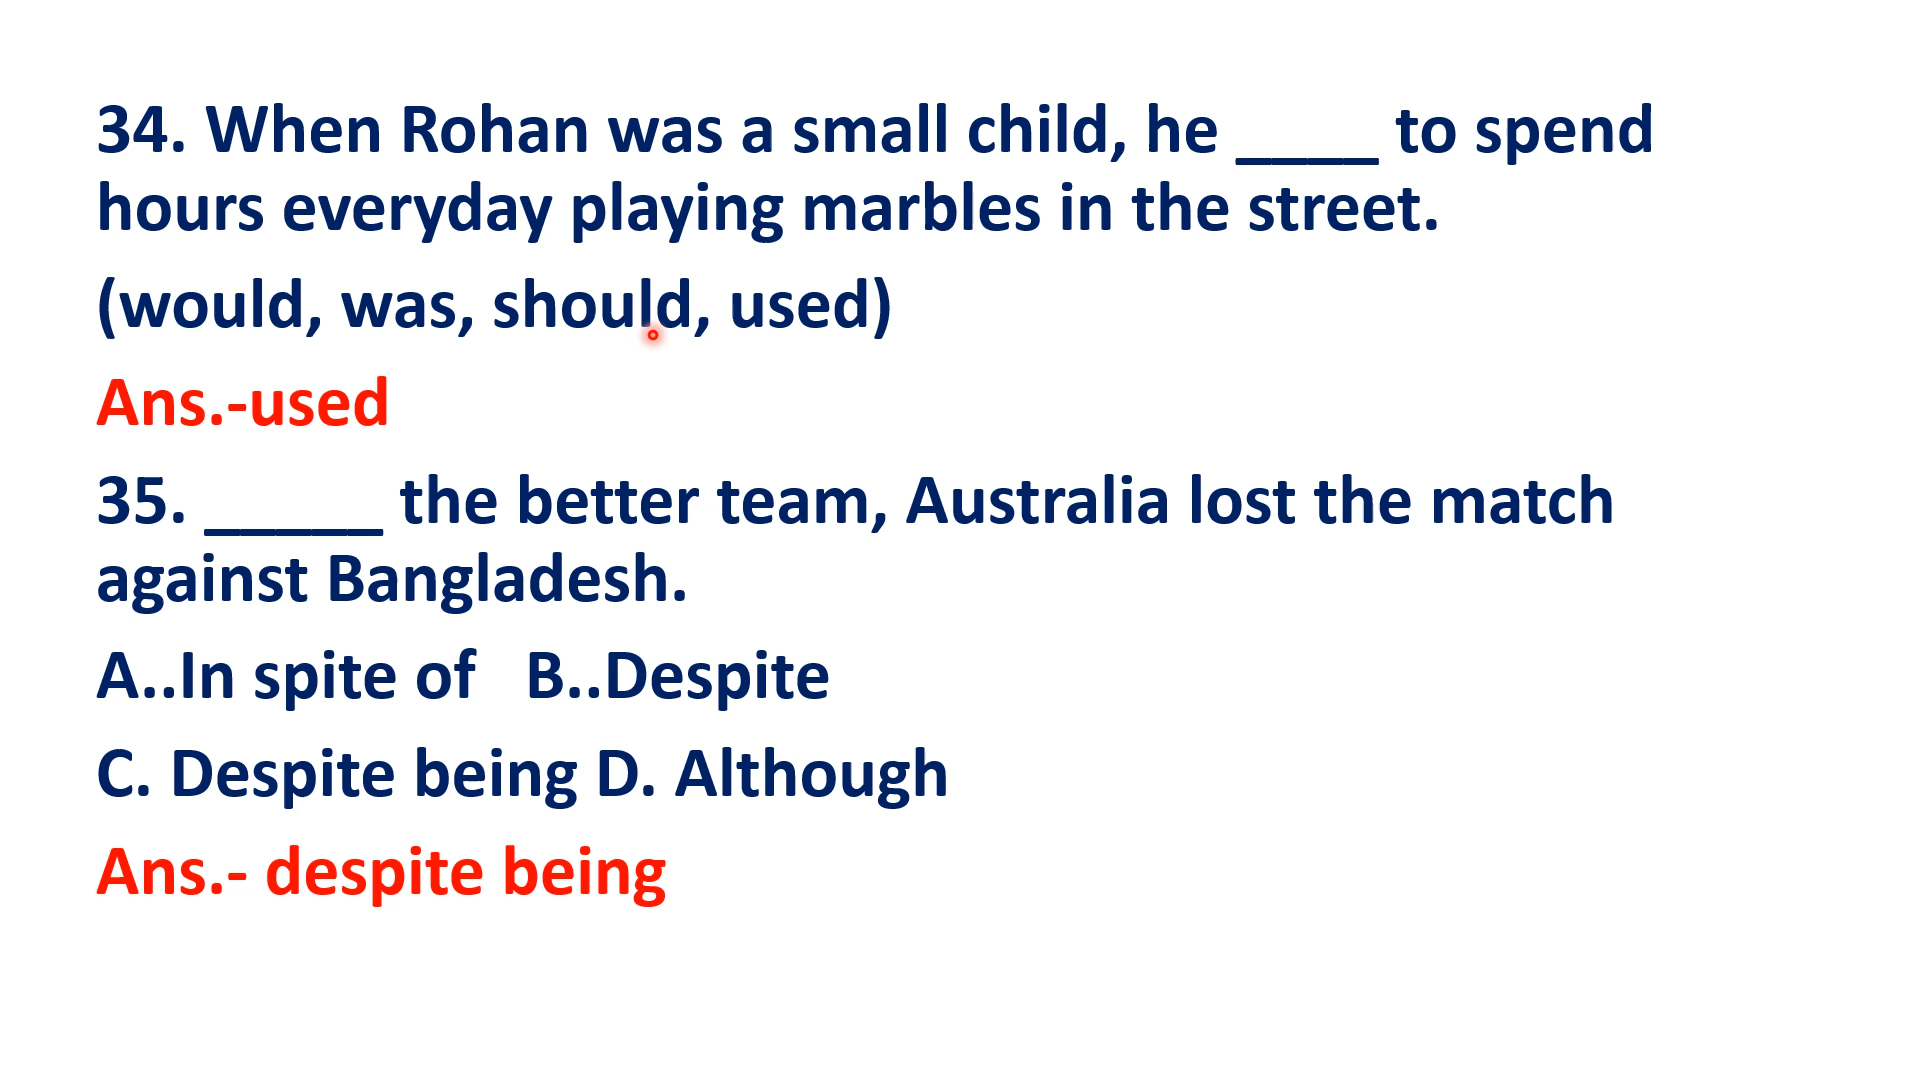 34. When Rohan was a small child, he ____ to spend
hours everyday playing marbles in the street.
(would, was, should, used)
Ans.-used
35. _____ the better team, Australia lost the match
against Bangladesh.
A..In spite of   B..Despite
C. Despite being D. Although
Ans.- despite being